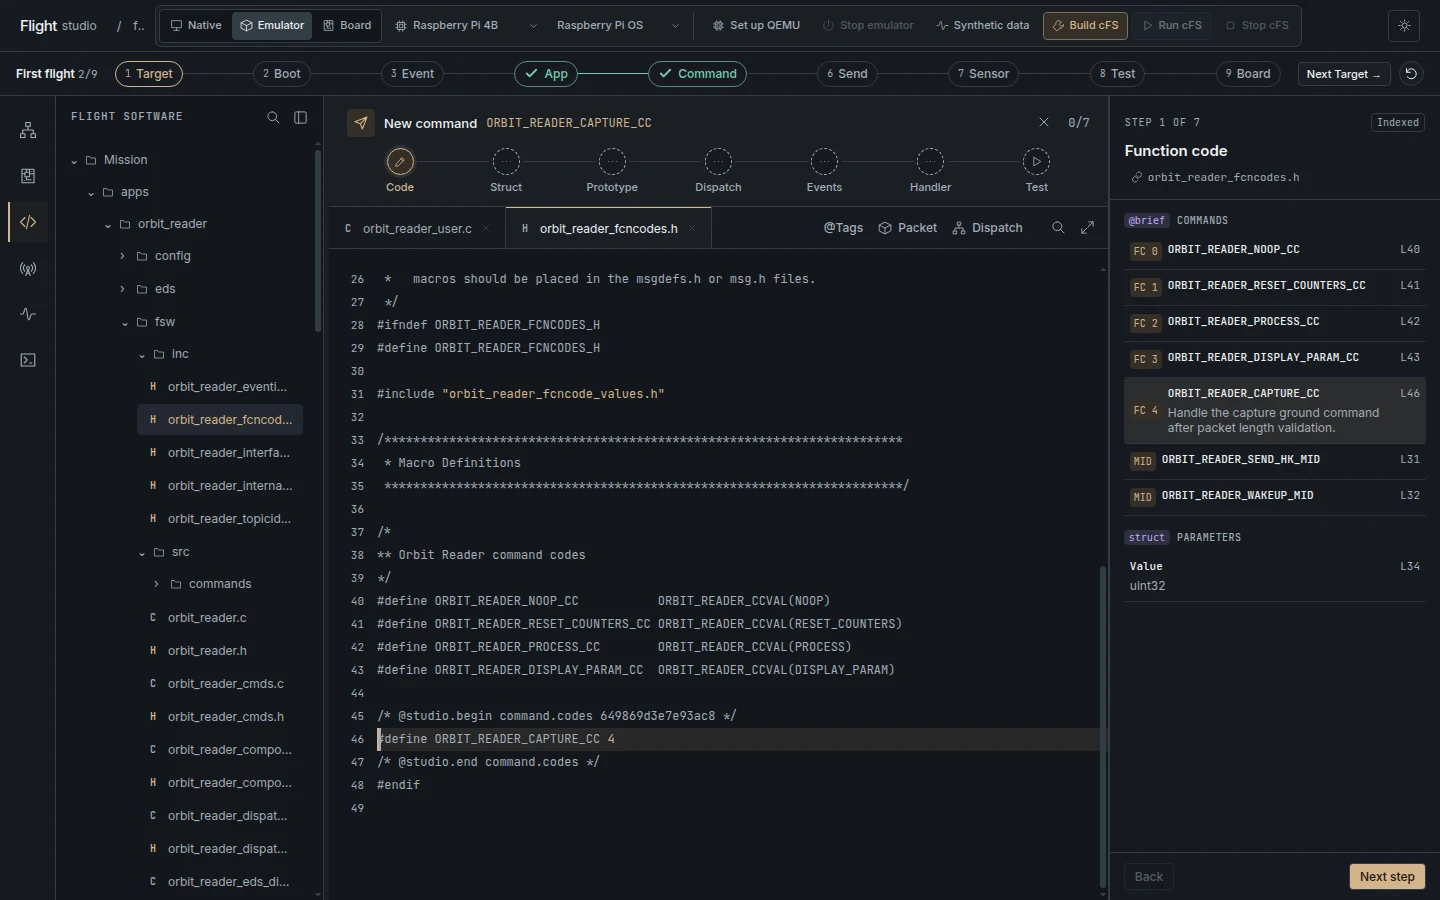 Flight studio / f..
Native Emulator Board Raspberry Pi 4B Raspberry Pi OS Set up QEMU Stop emulator Synthetic data Build cFS Run cFS Stop cFS
First flight 2/9 1 Target 2 Boot 3 Event App Command 6 Send 7 Sensor 8 Test 9 Board Next Target →
FLIGHT SOFTWARE
Mission
apps
orbit_reader
config
eds
fsw
inc
H orbit_reader_eventi...
H orbit_reader_fcncod...
H orbit_reader_interfa...
H orbit_reader_interna...
H orbit_reader_topicid...
src
commands
C orbit_reader.c
H orbit_reader.h
C orbit_reader_cmds.c
H orbit_reader_cmds.h
C orbit_reader_compo...
H orbit_reader_compo...
C orbit_reader_dispat...
H orbit_reader_dispat...
C orbit_reader_eds_di...
New command ORBIT_READER_CAPTURE_CC 0/7
Code Struct Prototype Dispatch Events Handler Test
C orbit_reader_user.c H orbit_reader_fcncodes.h @Tags Packet Dispatch
26 *   macros should be placed in the msgdefs.h or msg.h files.
27 */
28 #ifndef ORBIT_READER_FCNCODES_H
29 #define ORBIT_READER_FCNCODES_H
30
31 #include "orbit_reader_fcncode_values.h"
32
33 /************************************************************************
34 * Macro Definitions
35 ************************************************************************/
36
37 /*
38 ** Orbit Reader command codes
39 */
40 #define ORBIT_READER_NOOP_CC           ORBIT_READER_CCVAL(NOOP)
41 #define ORBIT_READER_RESET_COUNTERS_CC ORBIT_READER_CCVAL(RESET_COUNTERS)
42 #define ORBIT_READER_PROCESS_CC        ORBIT_READER_CCVAL(PROCESS)
43 #define ORBIT_READER_DISPLAY_PARAM_CC  ORBIT_READER_CCVAL(DISPLAY_PARAM)
44
45 /* @studio.begin command.codes 649869d3e7e93ac8 */
46 #define ORBIT_READER_CAPTURE_CC 4
47 /* @studio.end command.codes */
48 #endif
49
STEP 1 OF 7 Indexed
Function code
orbit_reader_fcncodes.h
@brief COMMANDS
FC 0 ORBIT_READER_NOOP_CC L40
FC 1 ORBIT_READER_RESET_COUNTERS_CC L41
FC 2 ORBIT_READER_PROCESS_CC L42
FC 3 ORBIT_READER_DISPLAY_PARAM_CC L43
FC 4 ORBIT_READER_CAPTURE_CC L46
Handle the capture ground command
after packet length validation.
MID ORBIT_READER_SEND_HK_MID L31
MID ORBIT_READER_WAKEUP_MID L32
struct PARAMETERS
Value L34
uint32
Back Next step